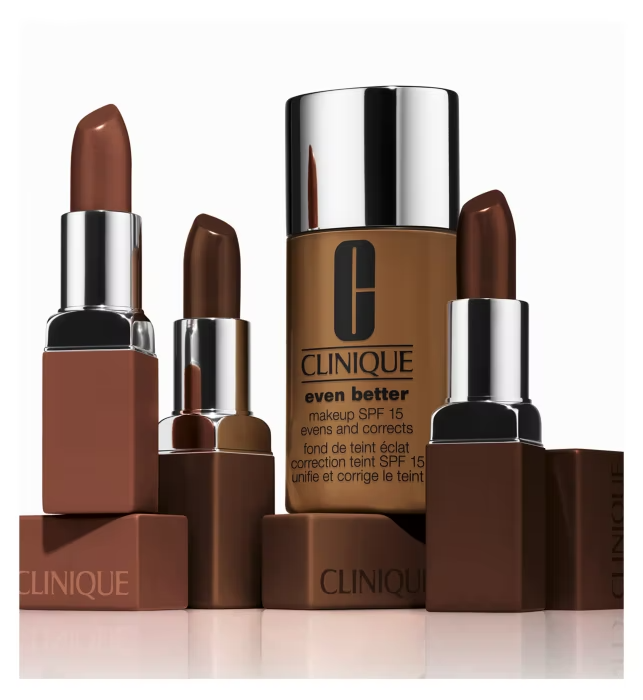 C
CLINIQUE
even better
makeup SPF 15
evens and corrects
fond de teint éclat
correction teint SPF 15
unifie et corrige le teint
CLINIQUE
CLINIQU